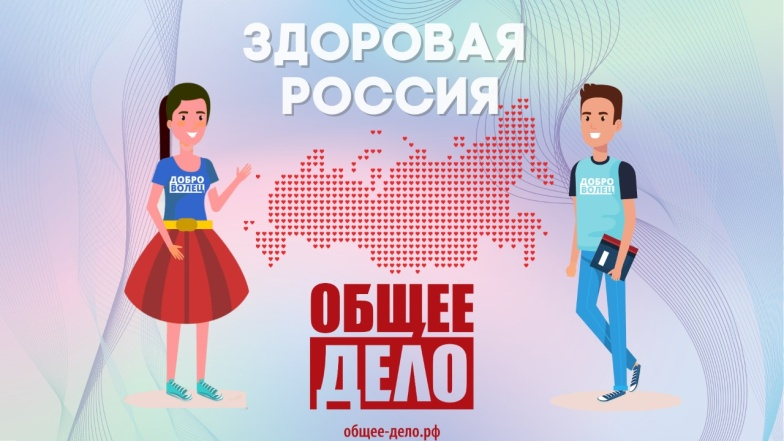 ЗДОРОВАЯ
РОССИЯ
ДОБРО
ВОЛЕЦ
ДОБРО
ВОЛЕЦ
ОБЩЕЕ
ДЕЛО
общее-дело.рф